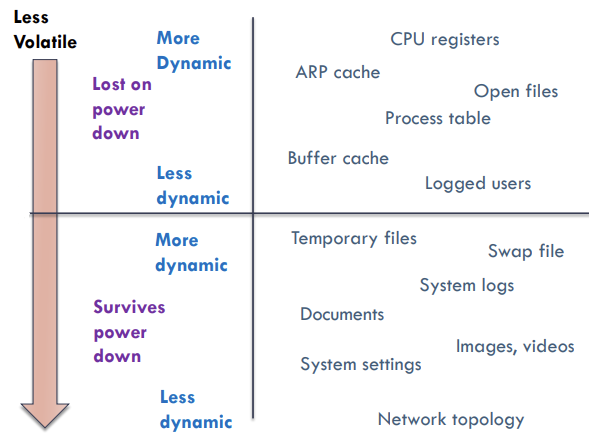 Less
Volatile
More
Dynamic
CPU registers
ARP cache
Lost on
power
down
Open files
Process table
Buffer cache
Less
dynamic
Logged users
More
dynamic
Temporary files
Swap file
System logs
Survives
power
down
Documents
Images, videos
System settings
Less
dynamic
Network topology